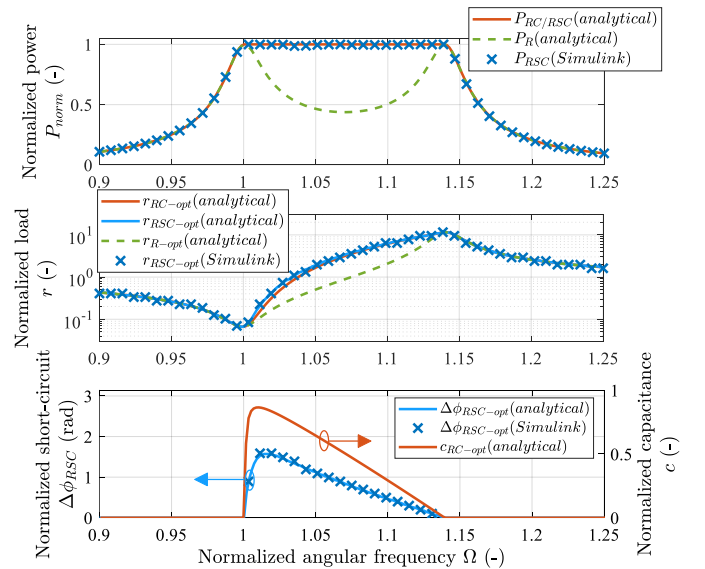 P_{RC/RSC}(analytical)
P_R(analytical)
P_{RSC}(Simulink)
Normalized power
P_{norm} (-)
1
0.5
0
0.9 0.95 1 1.05 1.1 1.15 1.2 1.25
r_{RC-opt}(analytical)
r_{RSC-opt}(analytical)
r_{R-opt}(analytical)
r_{RSC-opt}(Simulink)
Normalized load
r (-)
10^1
10^0
10^{-1}
0.9 0.95 1 1.05 1.1 1.15 1.2 1.25
Δϕ_{RSC-opt}(analytical)
Δϕ_{RSC-opt}(Simulink)
c_{RC-opt}(analytical)
Normalized short-circuit
Δϕ_{RSC} (rad)
3
2
1
0
1
0.5
0
Normalized capacitance
c (-)
0.9 0.95 1 1.05 1.1 1.15 1.2 1.25
Normalized angular frequency Ω (-)